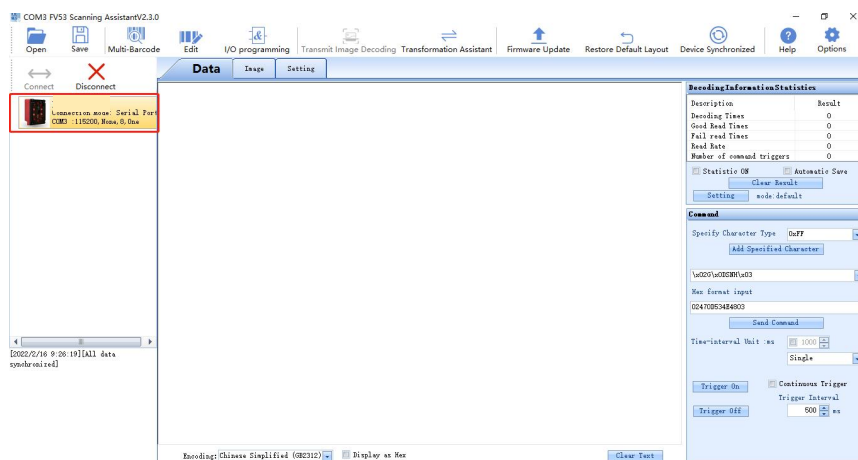 COM3 FV53 Scanning AssistantV2.3.0
Open Save Multi-Barcode Edit I/O programming Transmit Image Decoding Transformation Assistant Firmware Update Restore Default Layout Device Synchronized Help Options
Connect Disconnect
Data Image Setting
Connection mode: Serial Port
COM3 :115200, None, 8, One
[2022/2/16 9:26:19][All data
synchronized]
Encoding: Chinese Simplified (GB2312) Display as Hex Clear Text
DecodingInformationStatistics
Description Result
Decoding Times 0
Good Read Times 0
Fail read Times 0
Read Rate 0
Number of command triggers 0
Statistic ON Automatic Save
Clear Result
Setting mode:default
Command
Specify Character Type 0xFF
Add Specified Character
Hex format input
02470D534E4803
Send Command
Time-interval Unit :ms 1000
Single
Trigger On Continuous Trigger
Trigger Interval
Trigger Off 500 ms